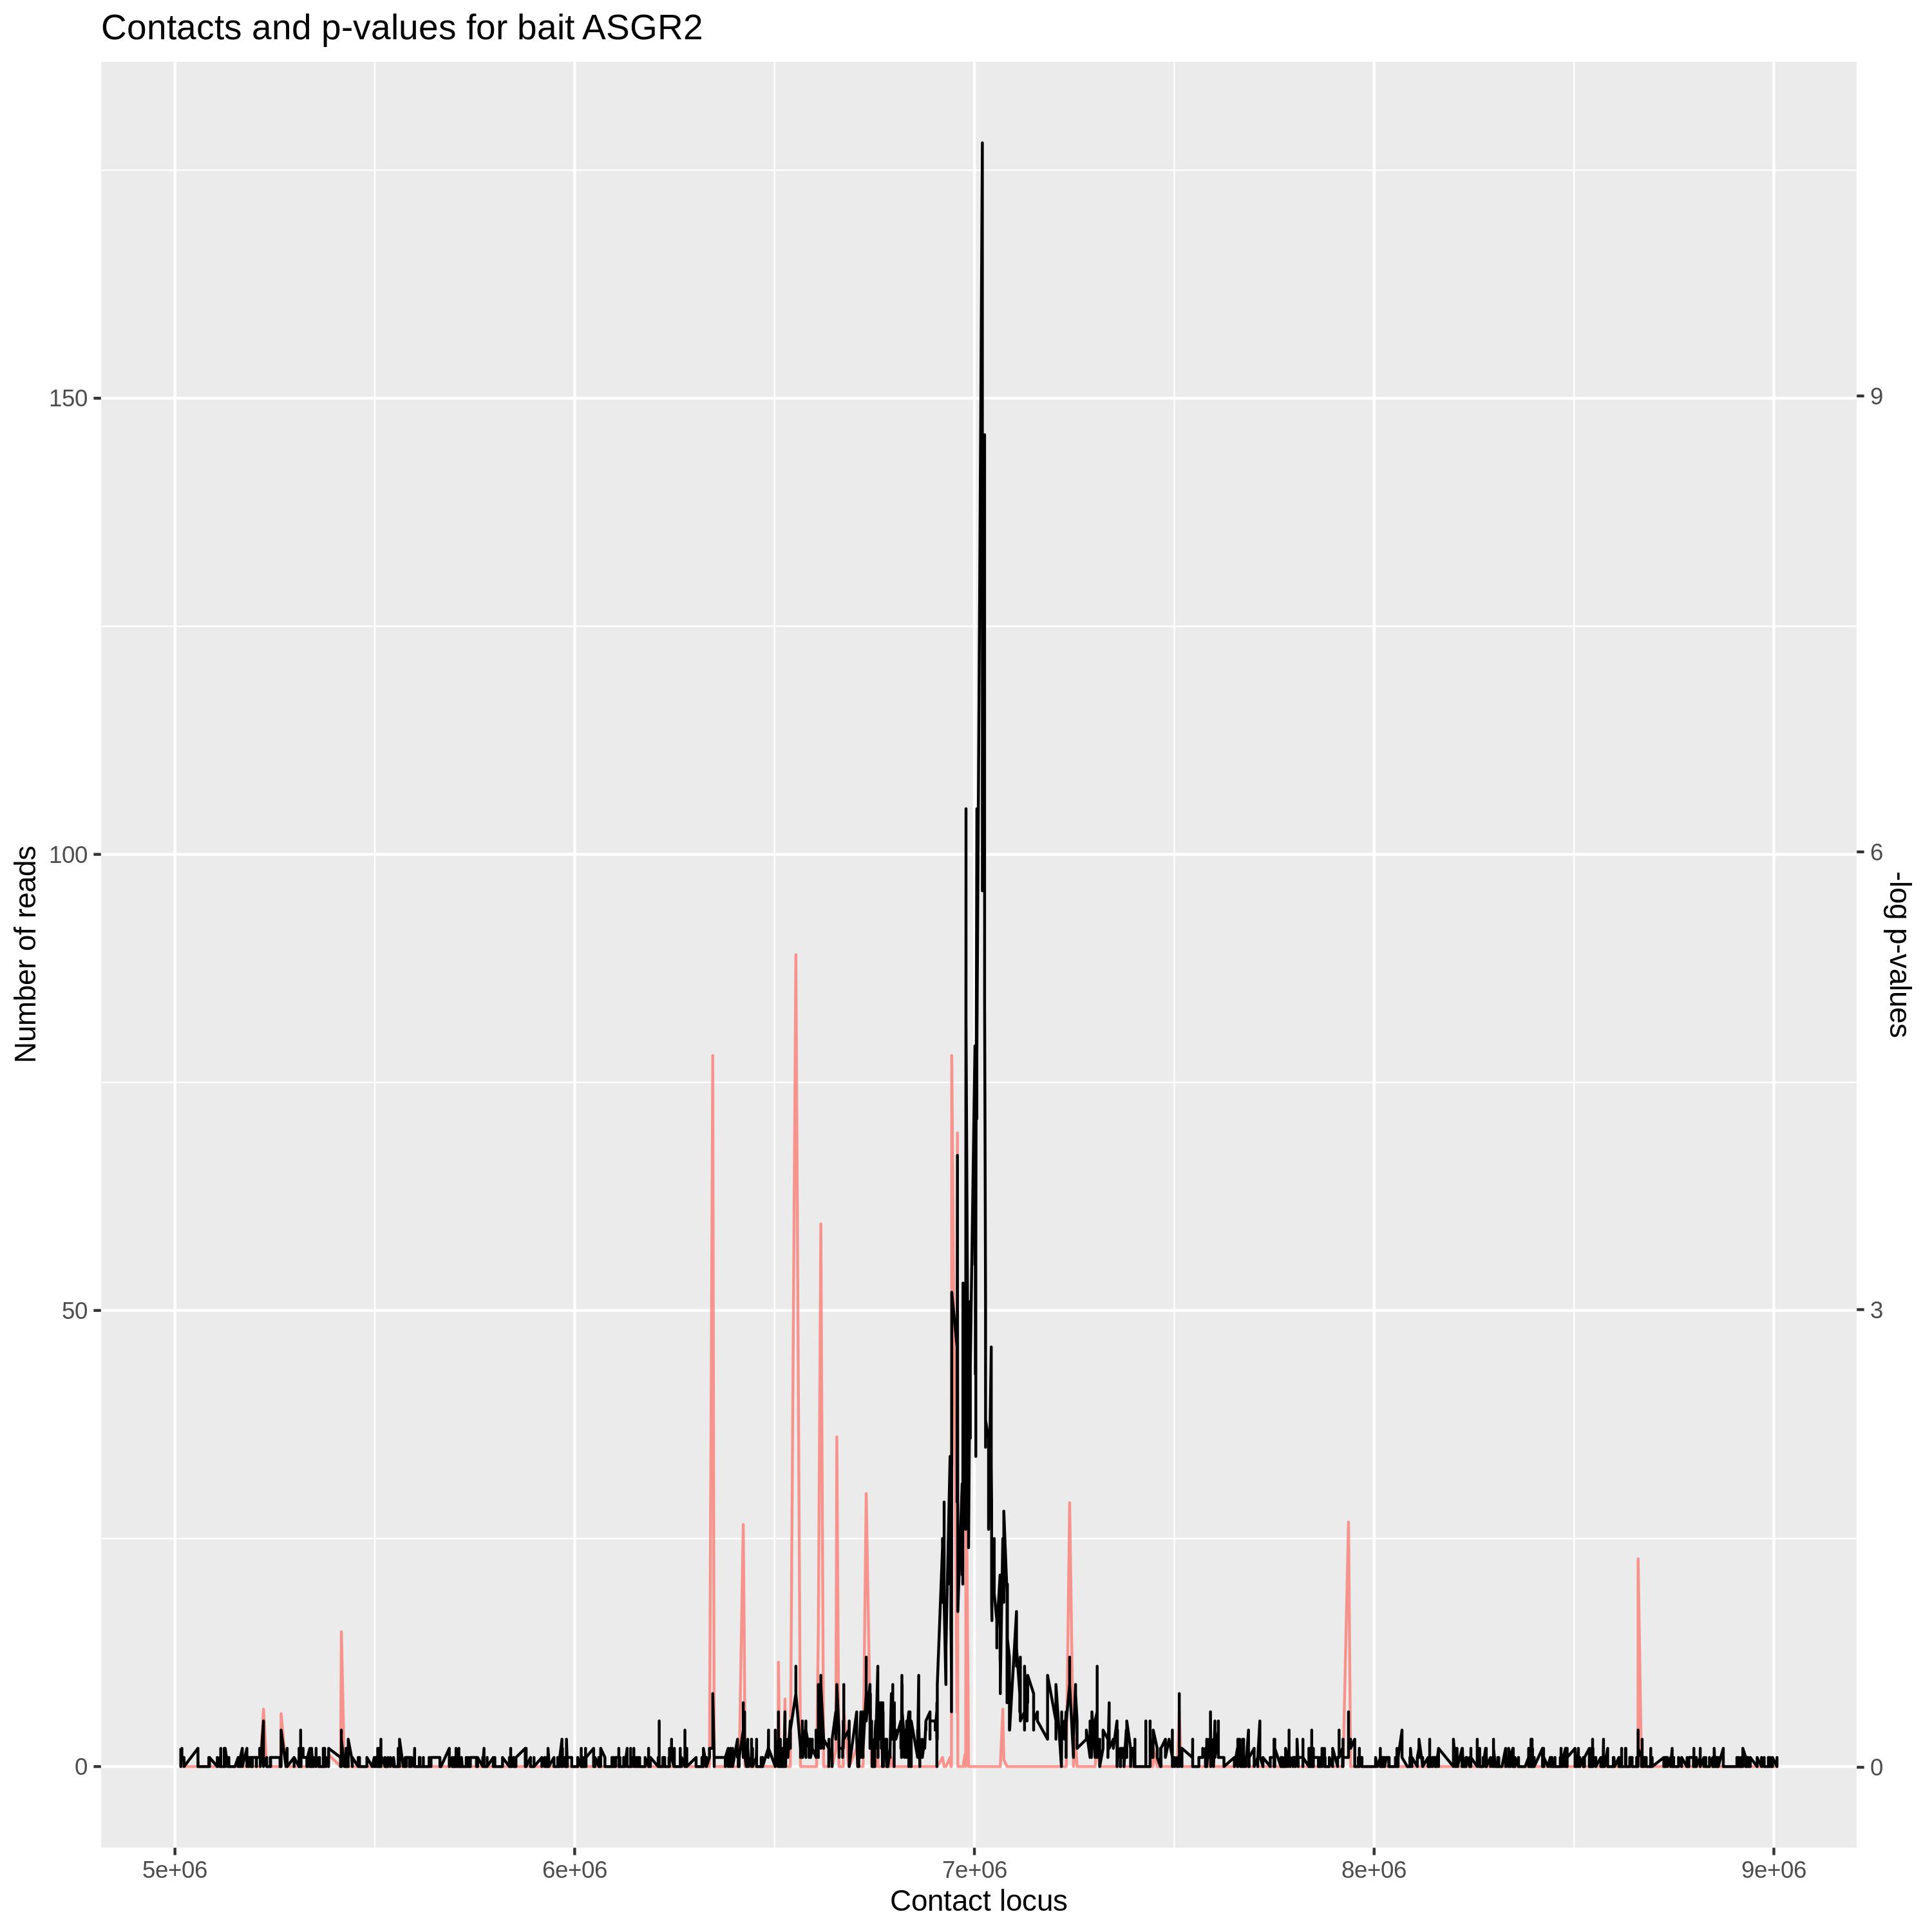 Contacts and p-values for bait ASGR2
Number of reads
150
100
50
0
9
6
3
0
-log p-values
5e+06
6e+06
7e+06
8e+06
9e+06
Contact locus